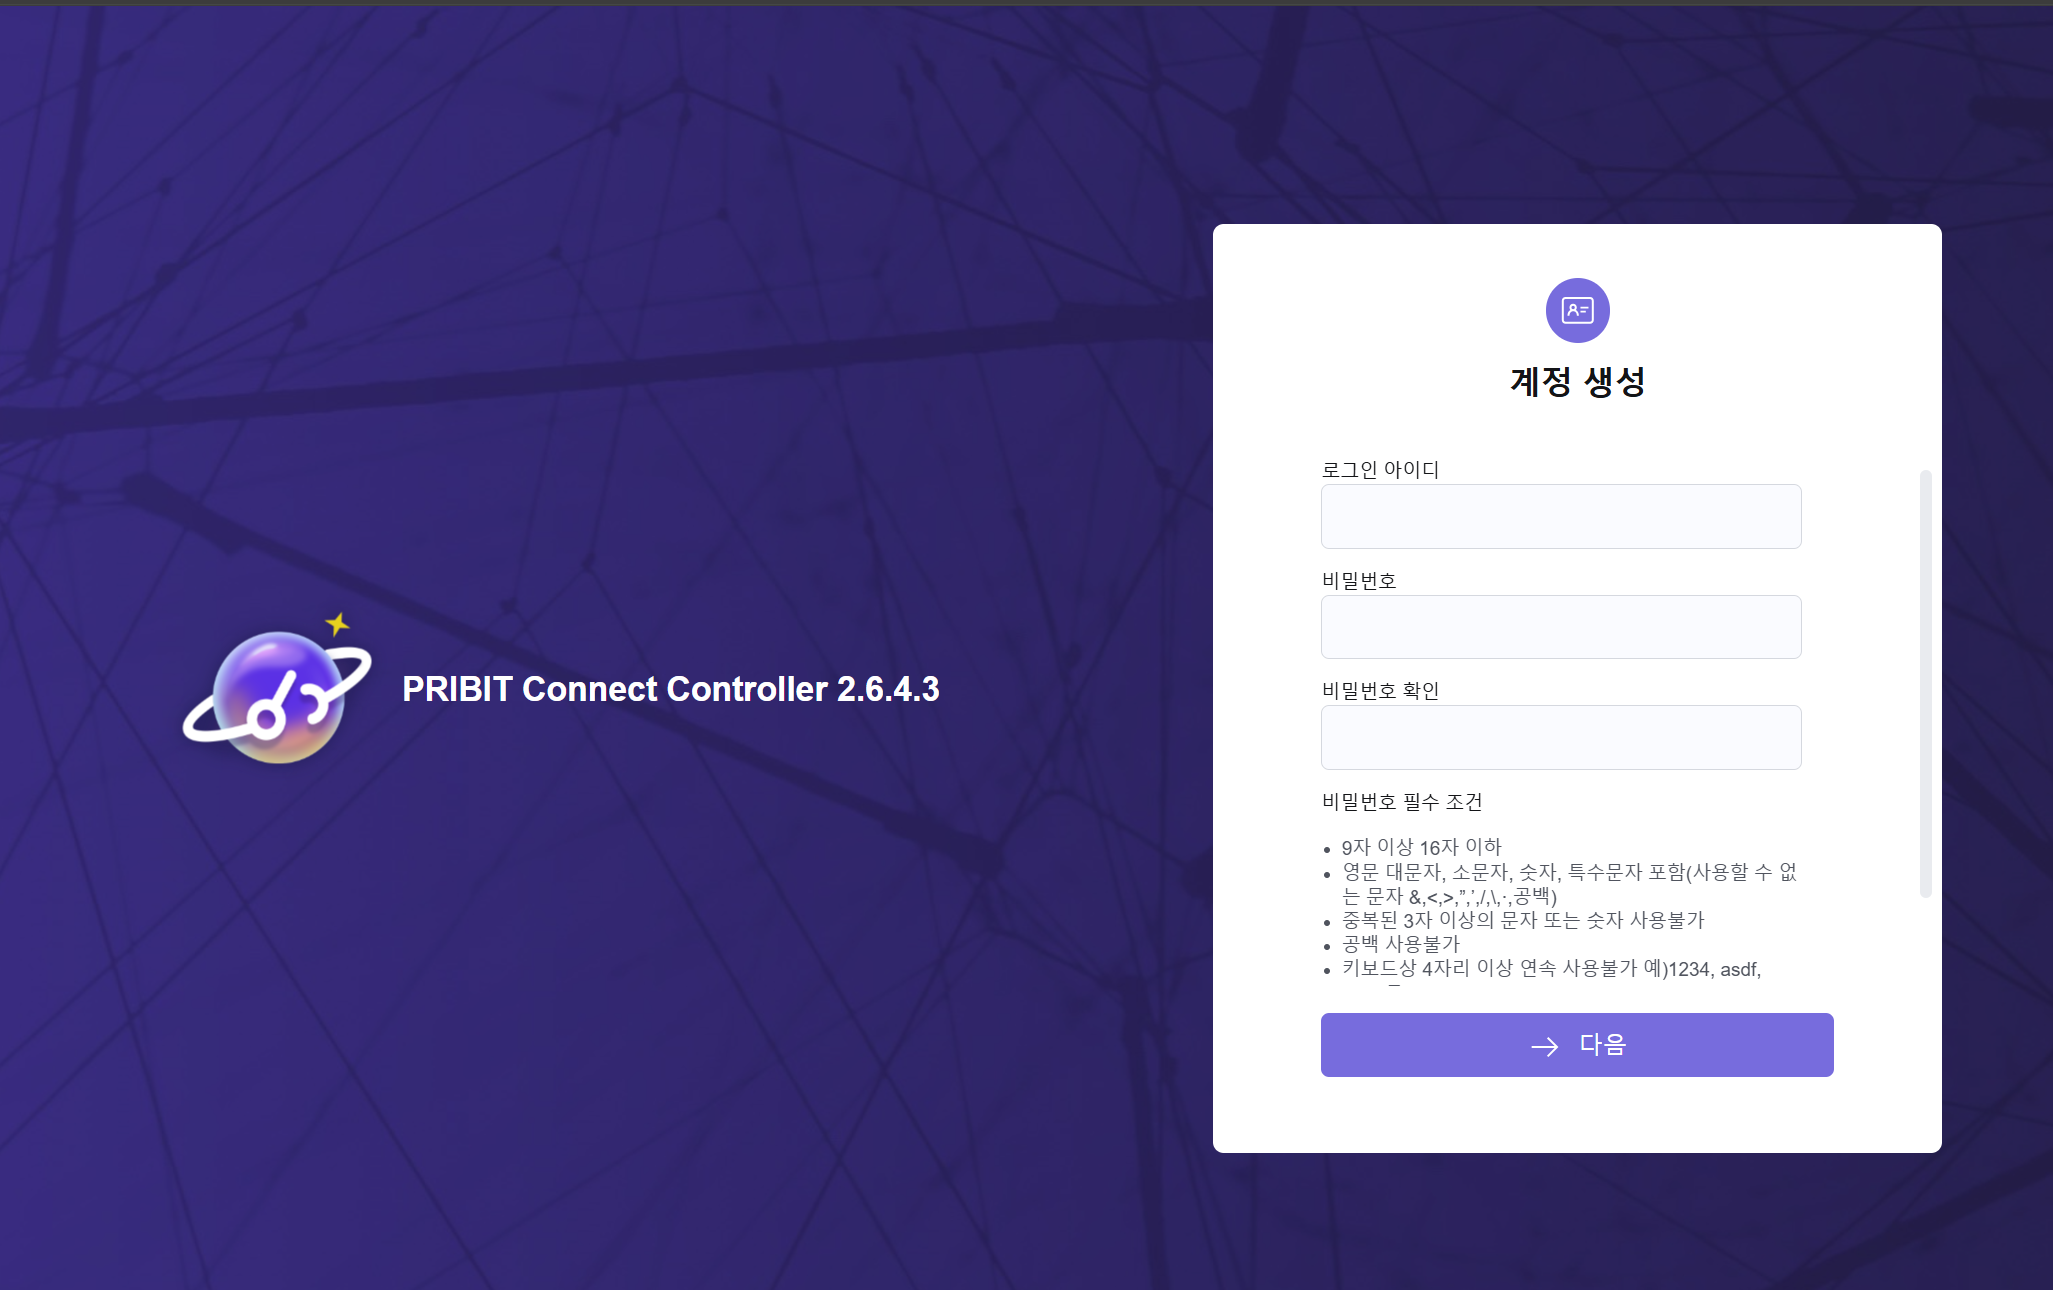 PRIBIT Connect Controller 2.6.4.3
계정 생성
로그인 아이디
비밀번호
비밀번호 확인
비밀번호 필수 조건
• 9자 이상 16자 이하
• 영문 대문자, 소문자, 숫자, 특수문자 포함(사용할 수 없
는 문자 &,<,>,”,’,/,\,·,공백)
• 중복된 3자 이상의 문자 또는 숫자 사용불가
• 공백 사용불가
• 키보드상 4자리 이상 연속 사용불가 예)1234, asdf,
→ 다음